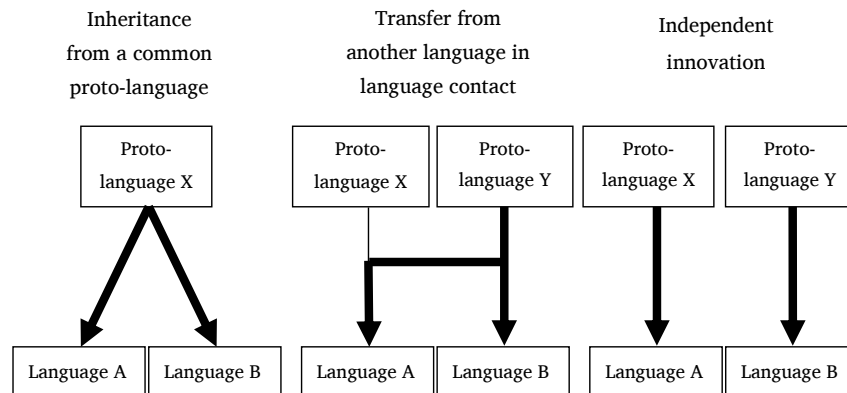 Inheritance
from a common
proto-language
Transfer from
another language in
language contact
Independent
innovation
Proto-
language X
Proto-
language X
Proto-
language Y
Proto-
language X
Proto-
language Y
Language A
Language B
Language A
Language B
Language A
Language B